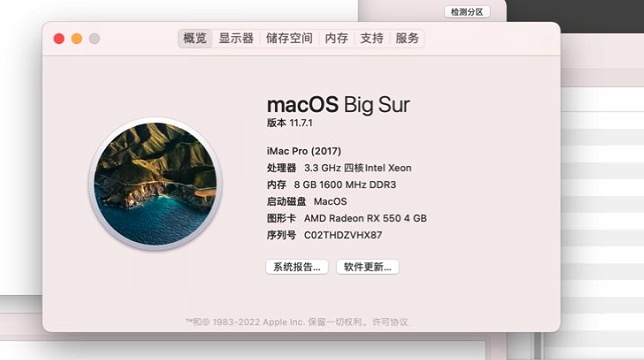 检测分区
概览 显示器 储存空间 内存 支持 服务
macOS Big Sur
版本 11.7.1
iMac Pro (2017)
处理器 3.3 GHz 四核Intel Xeon
内存 8 GB 1600 MHz DDR3
启动磁盘 MacOS
图形卡 AMD Radeon RX 550 4 GB
序列号 C02THDZVHX87
系统报告... 软件更新...
™和© 1983-2022 Apple Inc. 保留一切权利。许可协议